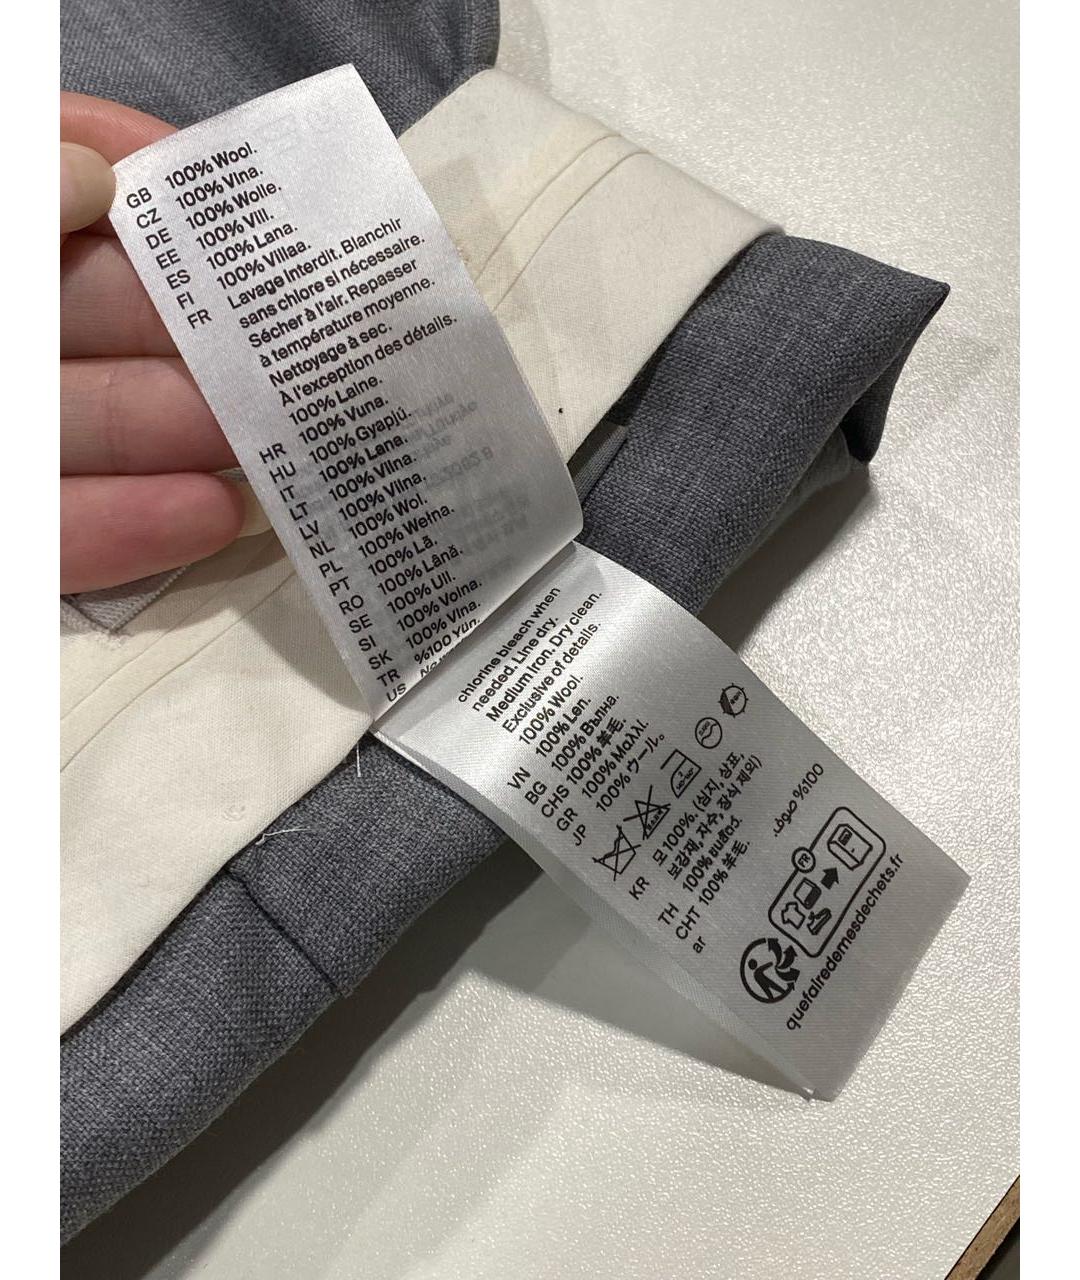 GB 100% Wool.
CZ 100% Vlna.
DE 100% Wolle.
EE 100% Vill.
ES 100% Lana.
FI 100% Villaa.
FR Lavage Interdit. Blanchir
sans chlore si nécessaire.
Sécher à l'air. Repasser
à température moyenne.
Nettoyage à sec.
À l'exception des détails.
100% Laine.
HR 100% Vuna.
HU 100% Gyapjú.
IT 100% Lana.
LT 100% Vilna.
LV 100% Vilna.
NL 100% Wol.
PL 100% Wełna.
PT 100% Lã.
RO 100% Lână.
SE 100% Ull.
SI 100% Volna.
SK 100% Vlna.
TR %100 Yün.
US
chlorine bleach when
needed. Line dry.
Medium Iron. Dry clean.
Exclusive of details.
100% Wool.
VN 100% Len.
BG 100% Вълна.
CHS 100% 羊毛.
GR 100% Μαλλί.
JP 100% ウール。
KR 모 100%. (심지, 상표,
보강재, 자수, 장식 제외)
TH 100% ขนสัตว์.
CHT 100% 羊毛.
ar %100 صوف.
FR
quefairedemesdechets.fr